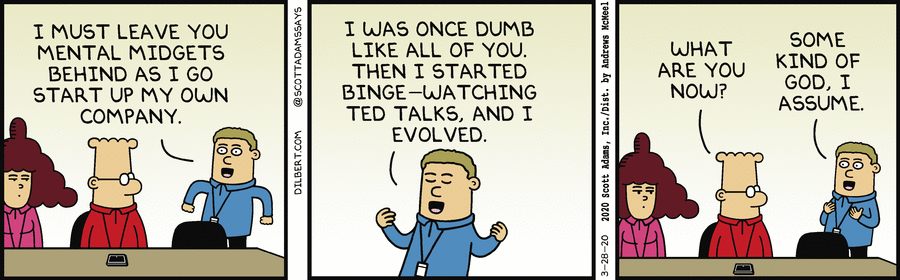 I MUST LEAVE YOU
MENTAL MIDGETS
BEHIND AS I GO
START UP MY OWN
COMPANY.
DILBERT.COM @SCOTTADAMSSAYS
I WAS ONCE DUMB
LIKE ALL OF YOU.
THEN I STARTED
BINGE-WATCHING
TED TALKS, AND I
EVOLVED.
3-28-20 2020 Scott Adams, Inc./Dist. by Andrews McMeel
WHAT
ARE YOU
NOW?
SOME
KIND OF
GOD, I
ASSUME.